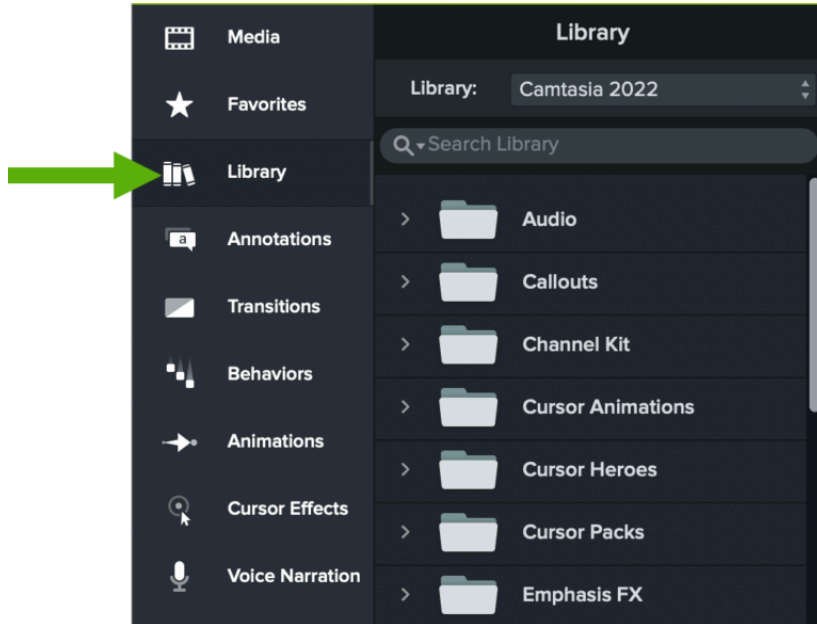 Media
Favorites
Library
a
Annotations
Transitions
Behaviors
Animations
Cursor Effects
Voice Narration
Library
Library: Camtasia 2022
Search Library
Audio
Callouts
Channel Kit
Cursor Animations
Cursor Heroes
Cursor Packs
Emphasis FX